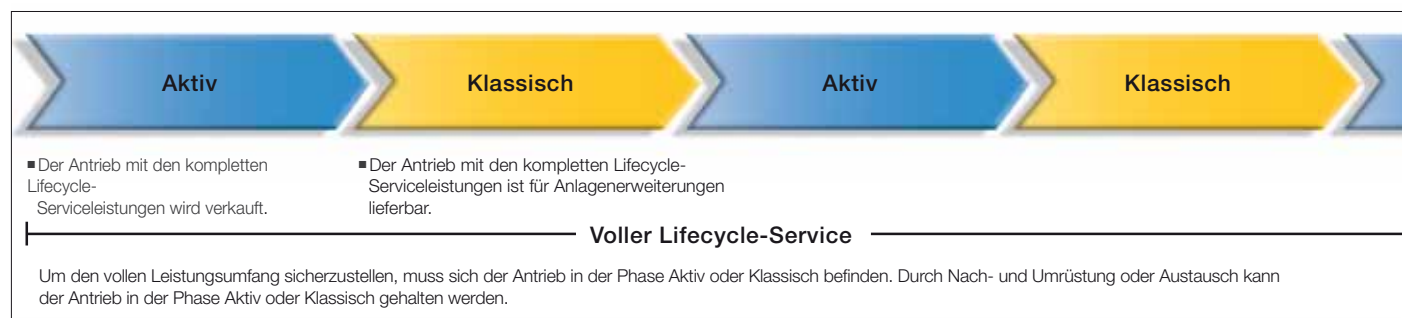 Aktiv
Klassisch
Aktiv
Klassisch
■ Der Antrieb mit den kompletten
Lifecycle-
Serviceleistungen wird verkauft.
■ Der Antrieb mit den kompletten Lifecycle-
Serviceleistungen ist für Anlagenerweiterungen
lieferbar.
Voller Lifecycle-Service
Um den vollen Leistungsumfang sicherzustellen, muss sich der Antrieb in der Phase Aktiv oder Klassisch befinden. Durch Nach- und Umrüstung oder Austausch kann
der Antrieb in der Phase Aktiv oder Klassisch gehalten werden.